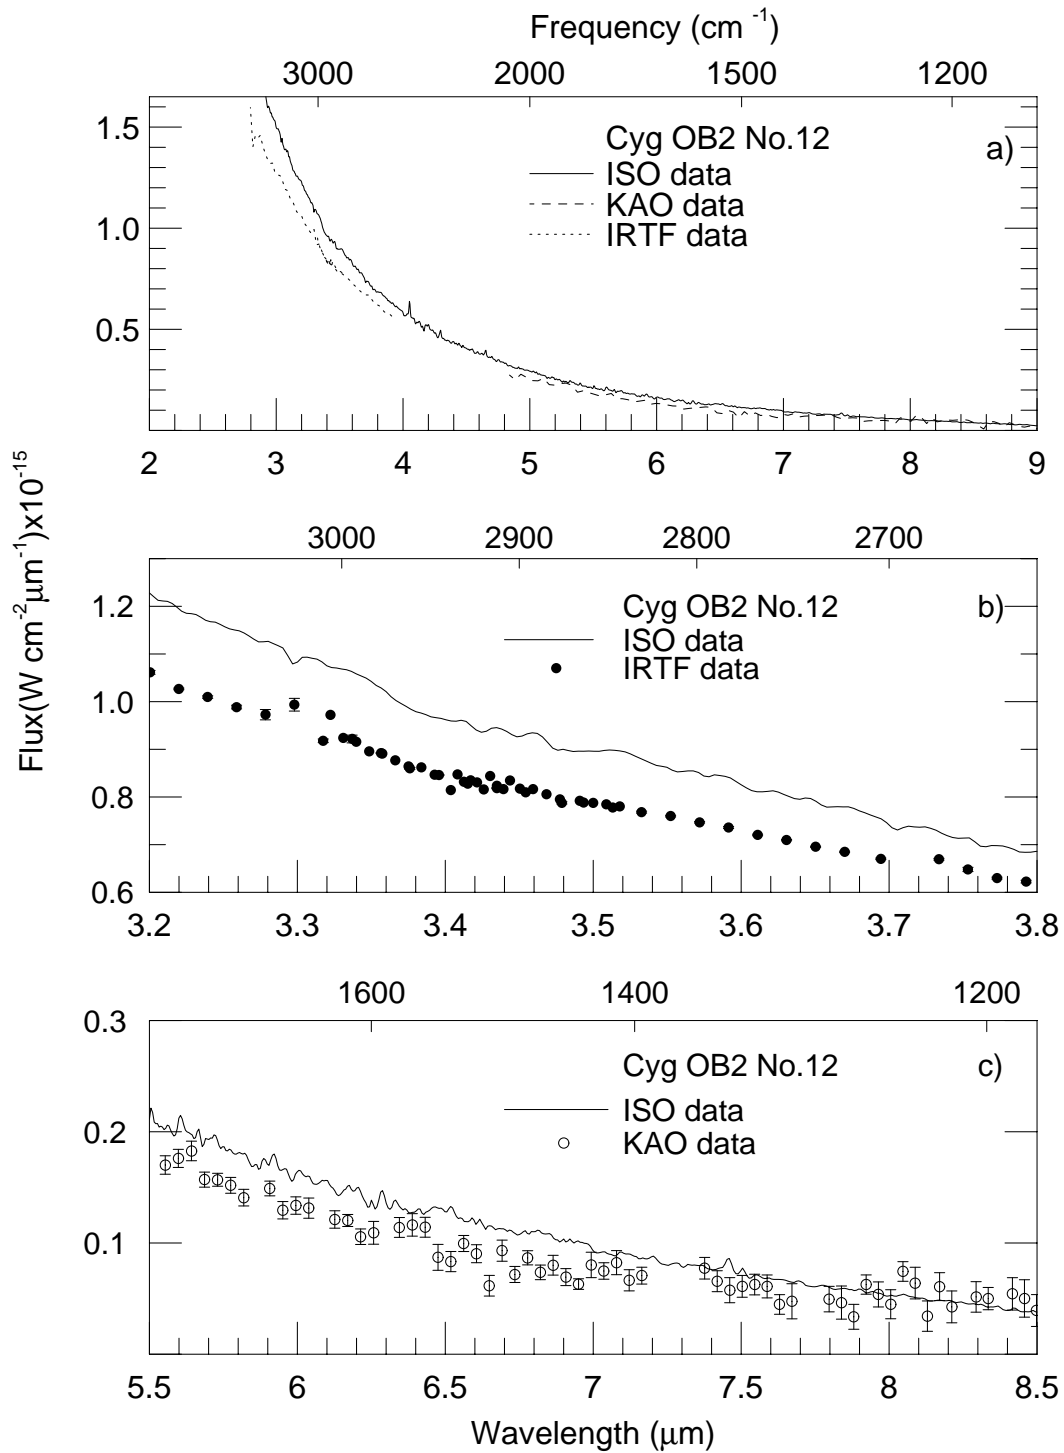 Frequency (cm -1)
3000 2000 1500 1200
Cyg OB2 No.12
a)
ISO data
KAO data
IRTF data
1.5
1.0
0.5
2 3 4 5 6 7 8 9
Flux(W cm-2μm-1)x10-15
3000 2900 2800 2700
Cyg OB2 No.12
b)
ISO data
IRTF data
1.2
1.0
0.8
0.6
3.2 3.3 3.4 3.5 3.6 3.7 3.8
1600 1400 1200
Cyg OB2 No.12
c)
ISO data
KAO data
0.3
0.2
0.1
5.5 6 6.5 7 7.5 8 8.5
Wavelength (μm)